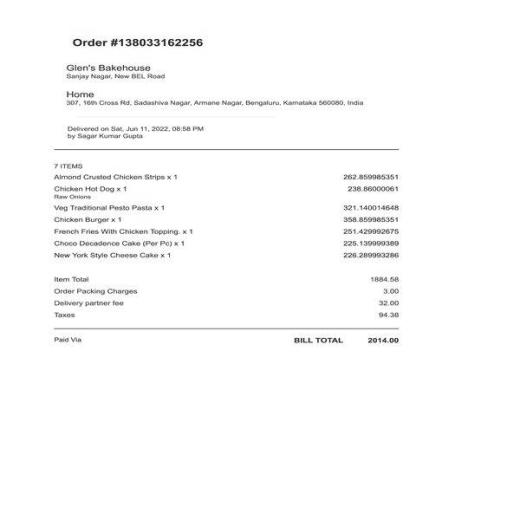 Order #138033162256
Glen's Bakehouse
Sanjay Nagar, New BEL Road
Home
307, 16th Cross Rd, Sadashiva Nagar, Armane Nagar, Bengaluru, Karnataka 560080, India
Delivered on Sat, Jun 11, 2022, 08:58 PM
by Sagar Kumar Gupta
7 ITEMS
Almond Crusted Chicken Strips x 1 262.859985351
Chicken Hot Dog x 1 238.86000061
Raw Onions
Veg Traditional Pesto Pasta x 1 321.140014648
Chicken Burger x 1 358.859985351
French Fries With Chicken Topping. x 1 251.429992675
Choco Decadence Cake (Per Pc) x 1 225.139999389
New York Style Cheese Cake x 1 226.289993286
Item Total 1884.58
Order Packing Charges 3.00
Delivery partner fee 32.00
Taxes 94.38
Paid Via BILL TOTAL 2014.00